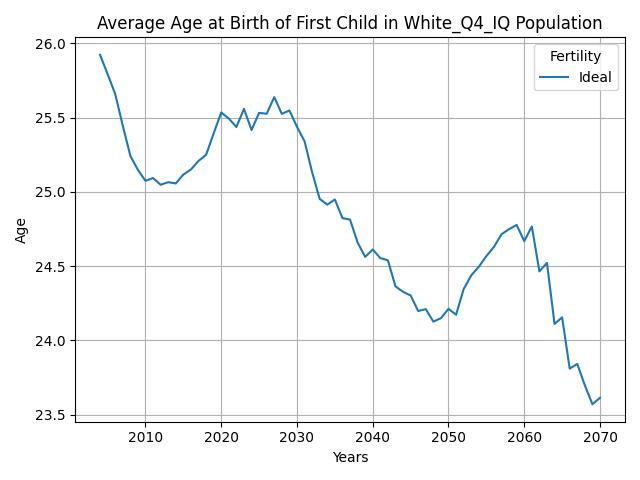 Average Age at Birth of First Child in White_Q4_IQ Population
Fertility
Ideal
26.0
25.5
25.0
24.5
24.0
23.5
Age
2010 2020 2030 2040 2050 2060 2070
Years